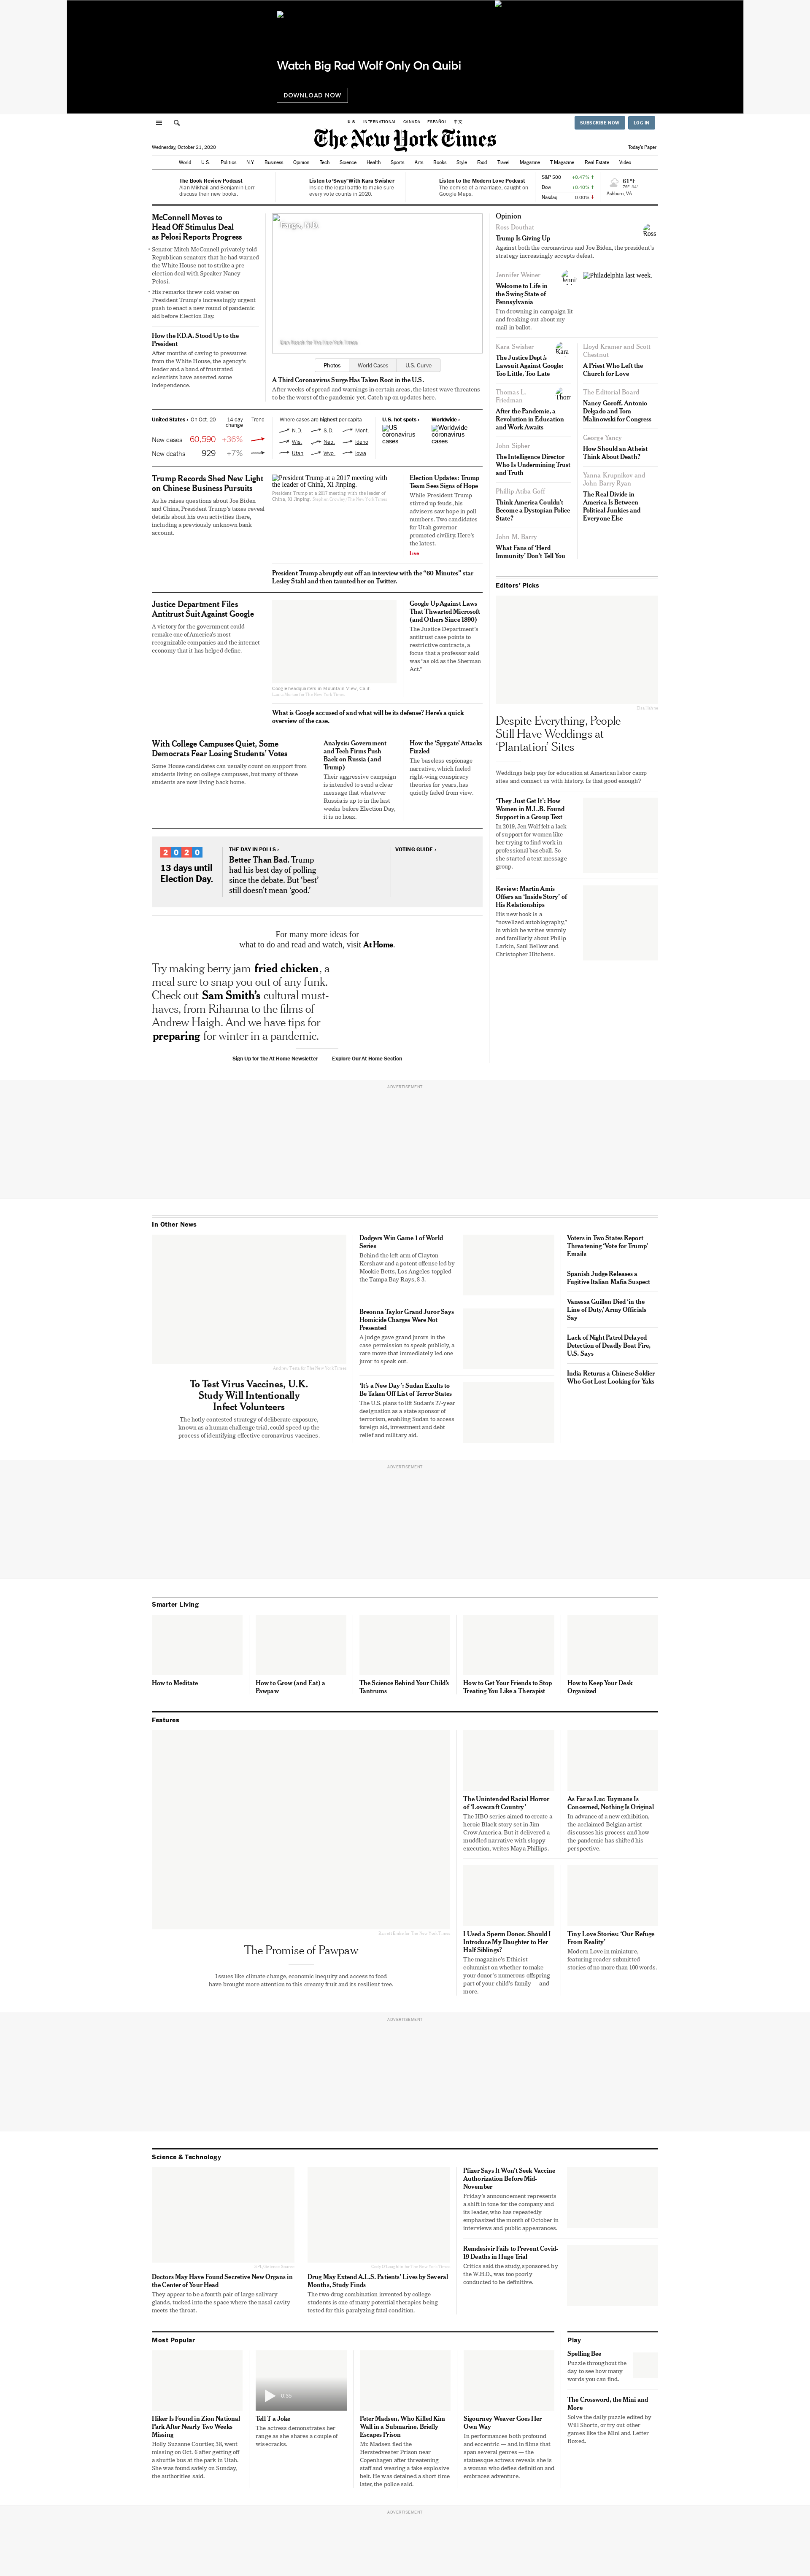 Watch Big Rad Wolf Only On Quibi
DOWNLOAD NOW
U.S. INTERNATIONAL CANADA ESPAÑOL 中文
SUBSCRIBE NOW LOG IN
The New York Times
Wednesday, October 21, 2020
Today's Paper
World U.S. Politics N.Y. Business Opinion Tech Science Health Sports Arts Books Style Food Travel Magazine T Magazine Real Estate Video
The Book Review Podcast
Alan Mikhail and Benjamin Lorr
discuss their new books.
Listen to 'Sway' With Kara Swisher
Inside the legal battle to make sure
every vote counts in 2020.
Listen to the Modern Love Podcast
The demise of a marriage, caught on
Google Maps.
S&P 500 +0.47% ↑
Dow +0.40% ↑
Nasdaq 0.00% ↓
61°F
Ashburn, VA
McConnell Moves to
Head Off Stimulus Deal
as Pelosi Reports Progress
• Senator Mitch McConnell privately told
Republican senators that he had warned
the White House not to strike a pre-
election deal with Speaker Nancy
Pelosi.
• His remarks threw cold water on
President Trump's increasingly urgent
push to enact a new round of pandemic
aid before Election Day.
How the F.D.A. Stood Up to the
President
After months of caving to pressures
from the White House, the agency's
leader and a band of frustrated
scientists have asserted some
independence.
Fargo, N.D.
Dan Koeck for The New York Times
Photos World Cases U.S. Curve
A Third Coronavirus Surge Has Taken Root in the U.S.
After weeks of spread and warnings in certain areas, the latest wave threatens
to be the worst of the pandemic yet. Catch up on updates here.
United States › On Oct. 20 14-day
change Trend
New cases 60,590 +36%
New deaths 929 +7%
Where cases are highest per capita
N.D. S.D. Mont.
Wis. Neb. Idaho
Utah Wyo. Iowa
U.S. hot spots ›
US
coronavirus
cases
Worldwide ›
Worldwide
coronavirus
cases
Trump Records Shed New Light
on Chinese Business Pursuits
As he raises questions about Joe Biden
and China, President Trump's taxes reveal
details about his own activities there,
including a previously unknown bank
account.
President Trump at a 2017 meeting with
the leader of China, Xi Jinping.
President Trump at a 2017 meeting with the leader of
China, Xi Jinping.
Election Updates: Trump
Team Sees Signs of Hope
While President Trump
stirred up feuds, his
advisers saw hope in poll
numbers. Two candidates
for Utah governor
promoted civility. Here's
the latest.
Live
President Trump abruptly cut off an interview with the "60 Minutes" star
Lesley Stahl and then taunted her on Twitter.
Justice Department Files
Antitrust Suit Against Google
A victory for the government could
remake one of America's most
recognizable companies and the internet
economy that it has helped define.
Google headquarters in Mountain View, Calif.
Google Up Against Laws
That Thwarted Microsoft
(and Others Since 1890)
The Justice Department's
antitrust case points to
restrictive contracts, a
focus that a professor said
was "as old as the Sherman
Act."
What is Google accused of and what would be its defense? Here's a quick
overview of the case.
With College Campuses Quiet, Some
Democrats Fear Losing Students' Votes
Some House candidates can usually count on support from
students living on college campuses, but many of those
students are now living back home.
Analysis: Government
and Tech Firms Push
Back on Russia (and
Trump)
Their aggressive campaign
is intended to send a clear
message that whatever
Russia is up to in the last
weeks before Election Day,
it is no hoax.
How the 'Spygate' Attacks
Fizzled
The baseless espionage
narrative, which fueled
right-wing conspiracy
theories for years, has
quietly faded from view.
2020
13 days until
Election Day.
THE DAY IN POLLS ›
Better Than Bad. Trump
had his best day of polling
since the debate. But 'best'
still doesn't mean 'good.'
VOTING GUIDE ›
For many more ideas for
what to do and read and watch, visit At Home.
Try making berry jam fried chicken, a
meal sure to snap you out of any funk.
Check out Sam Smith's cultural must-
haves, from Rihanna to the films of
Andrew Haigh. And we have tips for
preparing for winter in a pandemic.
Sign Up for the At Home Newsletter Explore Our At Home Section
Opinion
Ross Douthat
Trump Is Giving Up
Against both the coronavirus and Joe Biden, the president's
strategy increasingly accepts defeat.
Ross
Jennifer Weiner
Welcome to Life in
the Swing State of
Pennsylvania
I'm drowning in campaign lit
and freaking out about my
mail-in ballot.
Philadelphia last week.
Kara Swisher
The Justice Dept.'s
Lawsuit Against Google:
Too Little, Too Late
Kara
Lloyd Kramer and Scott
Chestnut
A Priest Who Left the
Church for Love
Thomas L.
Friedman
After the Pandemic, a
Revolution in Education
and Work Awaits
Thom
The Editorial Board
Nancy Goroff, Antonio
Delgado and Tom
Malinowski for Congress
John Sipher
The Intelligence Director
Who Is Undermining Trust
and Truth
George Yancy
How Should an Atheist
Think About Death?
Phillip Atiba Goff
Think America Couldn't
Become a Dystopian Police
State?
Yanna Krupnikov and
John Barry Ryan
The Real Divide in
America Is Between
Political Junkies and
Everyone Else
John M. Barry
What Fans of 'Herd
Immunity' Don't Tell You
Editors' Picks
Despite Everything, People
Still Have Weddings at
'Plantation' Sites
Weddings help pay for education at American labor camp
sites and connect us with history. Is that good enough?
'They Just Get It': How
Women in M.L.B. Found
Support in a Group Text
In 2019, Jen Wolf felt a lack
of support for women like
her trying to find work in
professional baseball. So
she started a text message
group.
Review: Martin Amis
Offers an 'Inside Story' of
His Relationships
His new book is a
"novelized autobiography,"
in which he writes warmly
and familiarly about Philip
Larkin, Saul Bellow and
Christopher Hitchens.
ADVERTISEMENT
In Other News
To Test Virus Vaccines, U.K.
Study Will Intentionally
Infect Volunteers
The hotly contested strategy of deliberate exposure,
known as a human challenge trial, could speed up the
process of identifying effective coronavirus vaccines.
Dodgers Win Game 1 of World
Series
Behind the left arm of Clayton
Kershaw and a potent offense led by
Mookie Betts, Los Angeles toppled
the Tampa Bay Rays, 8-3.
Breonna Taylor Grand Juror Says
Homicide Charges Were Not
Presented
A judge gave grand jurors in the
case permission to speak publicly, a
rare move that immediately led one
juror to speak out.
'It's a New Day': Sudan Exults to
Be Taken Off List of Terror States
The U.S. plans to lift Sudan's 27-year
designation as a state sponsor of
terrorism, enabling Sudan to access
foreign aid, investment and debt
relief and military aid.
Voters in Two States Report
Threatening 'Vote for Trump'
Emails
Spanish Judge Releases a
Fugitive Italian Mafia Suspect
Vanessa Guillen Died 'in the
Line of Duty,' Army Officials
Say
Lack of Night Patrol Delayed
Detection of Deadly Boat Fire,
U.S. Says
India Returns a Chinese Soldier
Who Got Lost Looking for Yaks
ADVERTISEMENT
Smarter Living
How to Meditate
How to Grow (and Eat) a
Pawpaw
The Science Behind Your Child's
Tantrums
How to Get Your Friends to Stop
Treating You Like a Therapist
How to Keep Your Desk
Organized
Features
The Promise of Pawpaw
Issues like climate change, economic inequity and access to food
have brought more attention to this creamy fruit and its resilient tree.
The Unintended Racial Horror
of 'Lovecraft Country'
The HBO series aimed to create a
heroic Black story set in Jim
Crow America. But it delivered a
muddled narrative with sloppy
execution, writes Maya Phillips.
As Far as Luc Tuymans Is
Concerned, Nothing Is Original
In advance of a new exhibition,
the acclaimed Belgian artist
discusses his process and how
the pandemic has shifted his
perspective.
I Used a Sperm Donor. Should I
Introduce My Daughter to Her
Half Siblings?
The magazine's Ethicist
columnist on whether to make
your donor's numerous offspring
part of your child's family — and
more.
Tiny Love Stories: 'Our Refuge
From Reality'
Modern Love in miniature,
featuring reader-submitted
stories of no more than 100 words.
ADVERTISEMENT
Science & Technology
Doctors May Have Found Secretive New Organs in
the Center of Your Head
They appear to be a fourth pair of large salivary
glands, tucked into the space where the nasal cavity
meets the throat.
Drug May Extend A.L.S. Patients' Lives by Several
Months, Study Finds
The two-drug combination invented by college
students is one of many potential therapies being
tested for this paralyzing fatal condition.
Pfizer Says It Won't Seek Vaccine
Authorization Before Mid-
November
Friday's announcement represents
a shift in tone for the company and
its leader, who has repeatedly
emphasized the month of October in
interviews and public appearances.
Remdesivir Fails to Prevent Covid-
19 Deaths in Huge Trial
Critics said the study, sponsored by
the W.H.O., was too poorly
conducted to be definitive.
Most Popular
Hiker Is Found in Zion National
Park After Nearly Two Weeks
Missing
Holly Suzanne Courtier, 38, went
missing on Oct. 6 after getting off
a shuttle bus at the park in Utah.
She was found safely on Sunday,
the authorities said.
0:39
Tell T a Joke
The actress demonstrates her
range as she shares a couple of
wisecracks.
Peter Madsen, Who Killed Kim
Wall in a Submarine, Briefly
Escapes Prison
Mr. Madsen fled the
Herstedvester Prison near
Copenhagen after threatening
staff and wearing a fake explosive
belt. He was detained a short time
later, the police said.
Sigourney Weaver Goes Her
Own Way
In performances both profound
and eccentric — and in films that
span several genres — the
statuesque actress reveals she is
a woman who defies definition and
embraces adventure.
Play
Spelling Bee
Puzzle throughout the
day to see how many
words you can find.
The Crossword, the Mini and
More
Solve the daily puzzle edited by
Will Shortz, or try out other
games like the Mini and Letter
Boxed.
ADVERTISEMENT